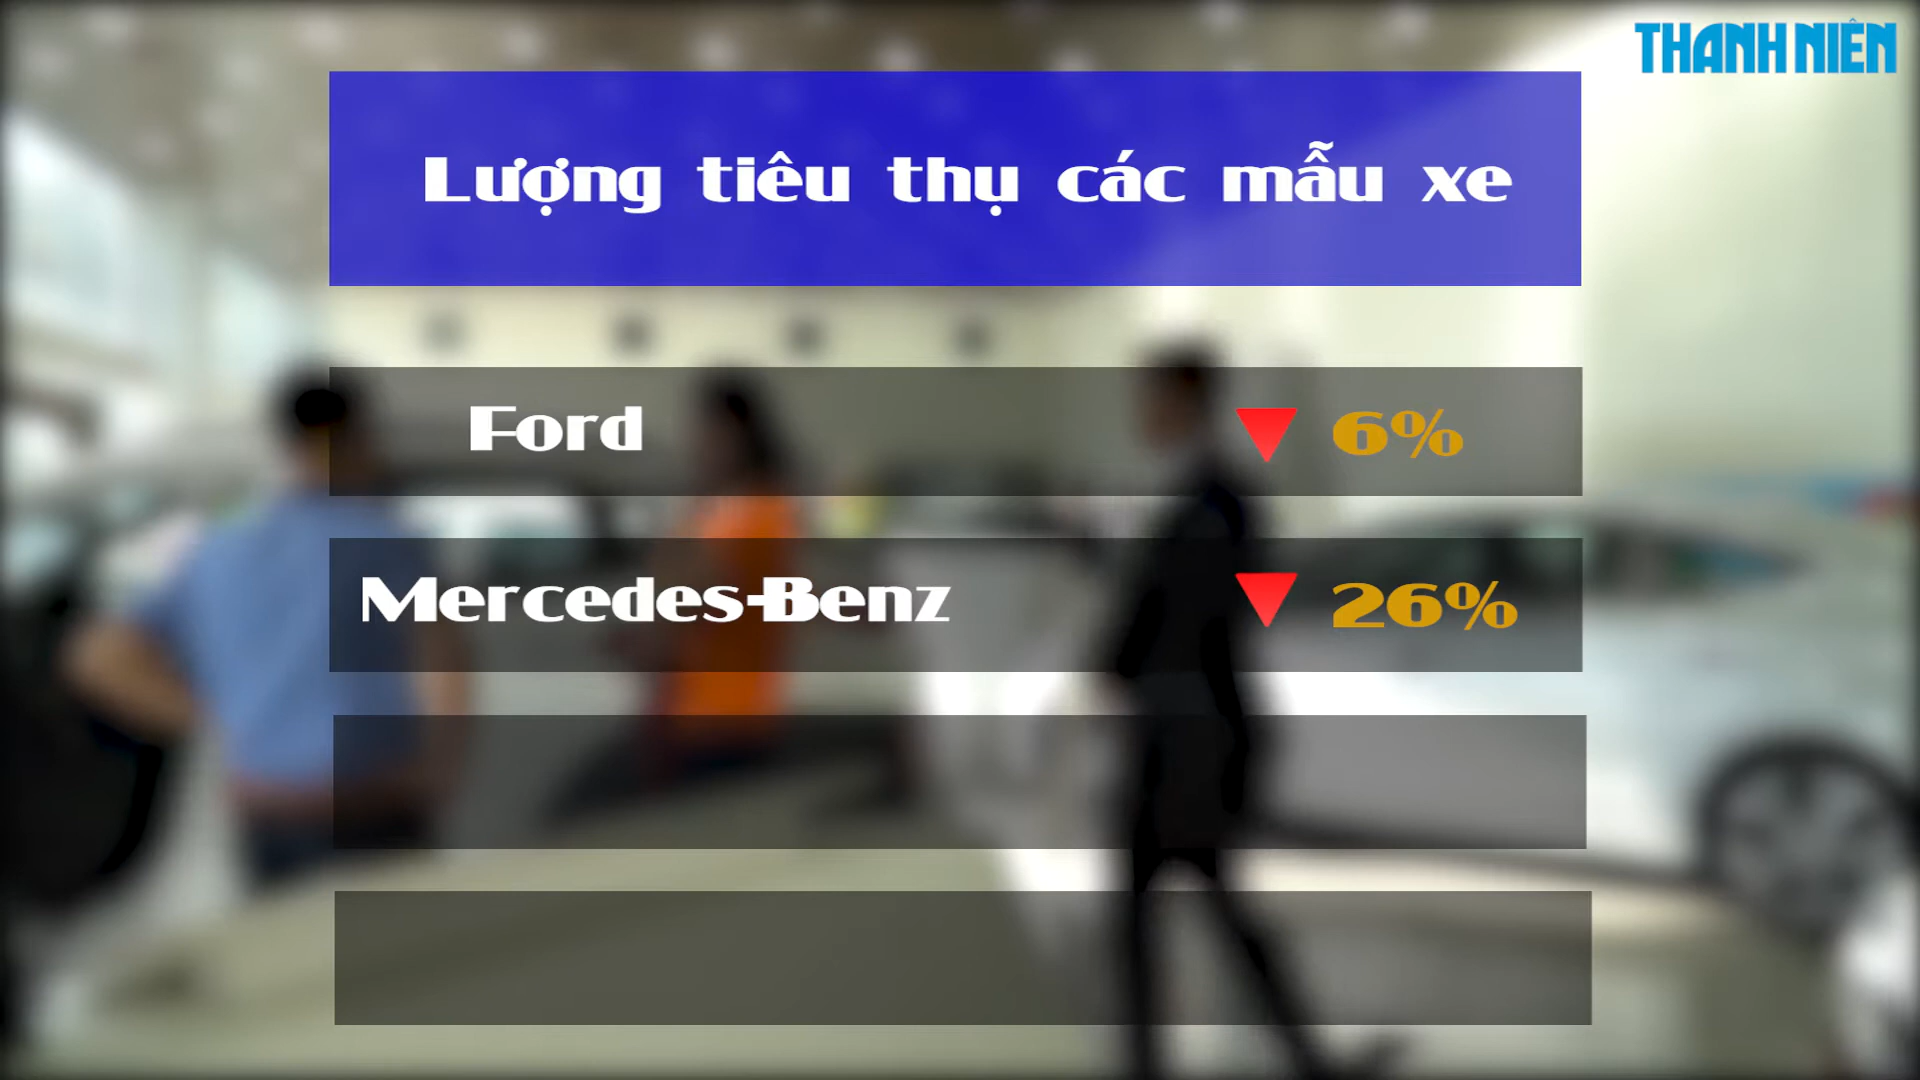 THANH NIÊN
Lượng tiêu thụ các mẫu xe
Ford 6%
Mercedes-Benz 26%